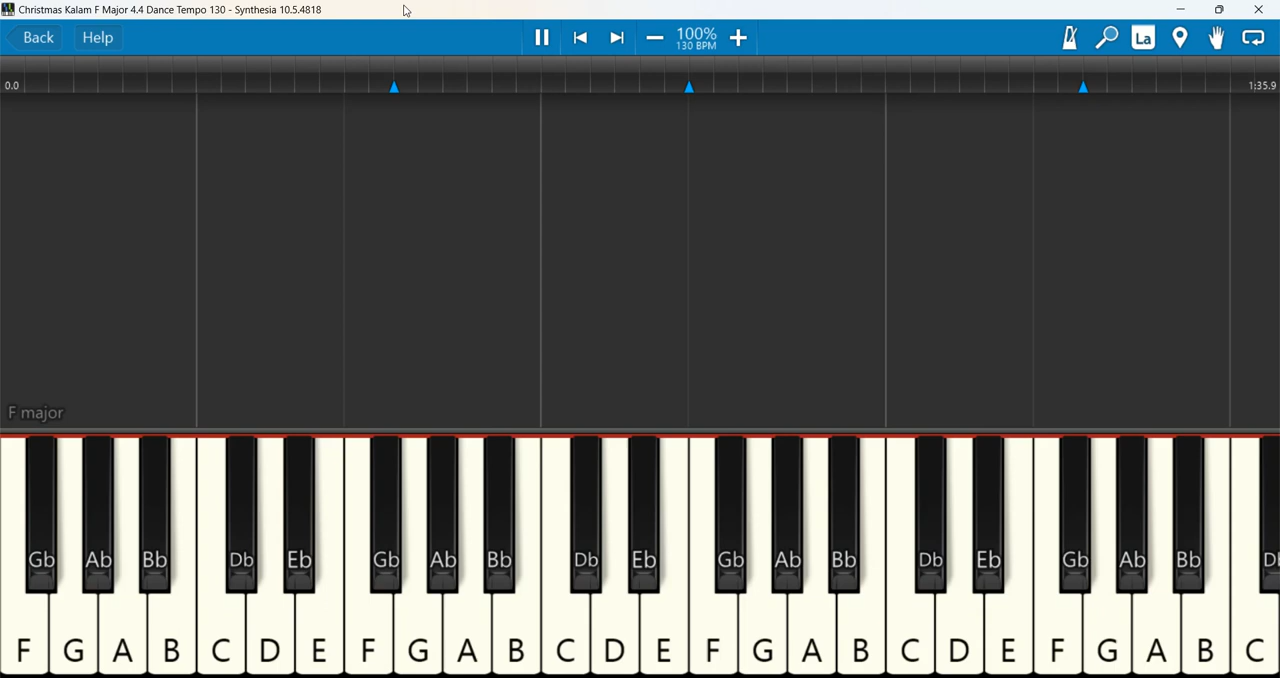 Christmas Kalam F Major 4.4 Dance Tempo 130 - Synthesia 10.5.4818
Back Help 100% La
130 BPM
0.0 1:35.9
F major
Gb Ab Bb Db Eb Gb Ab Bb Db Eb Gb Ab Bb Db Eb Gb Ab Bb D
F G A B C D E F G A B C D E F G A B C D E F G A B C